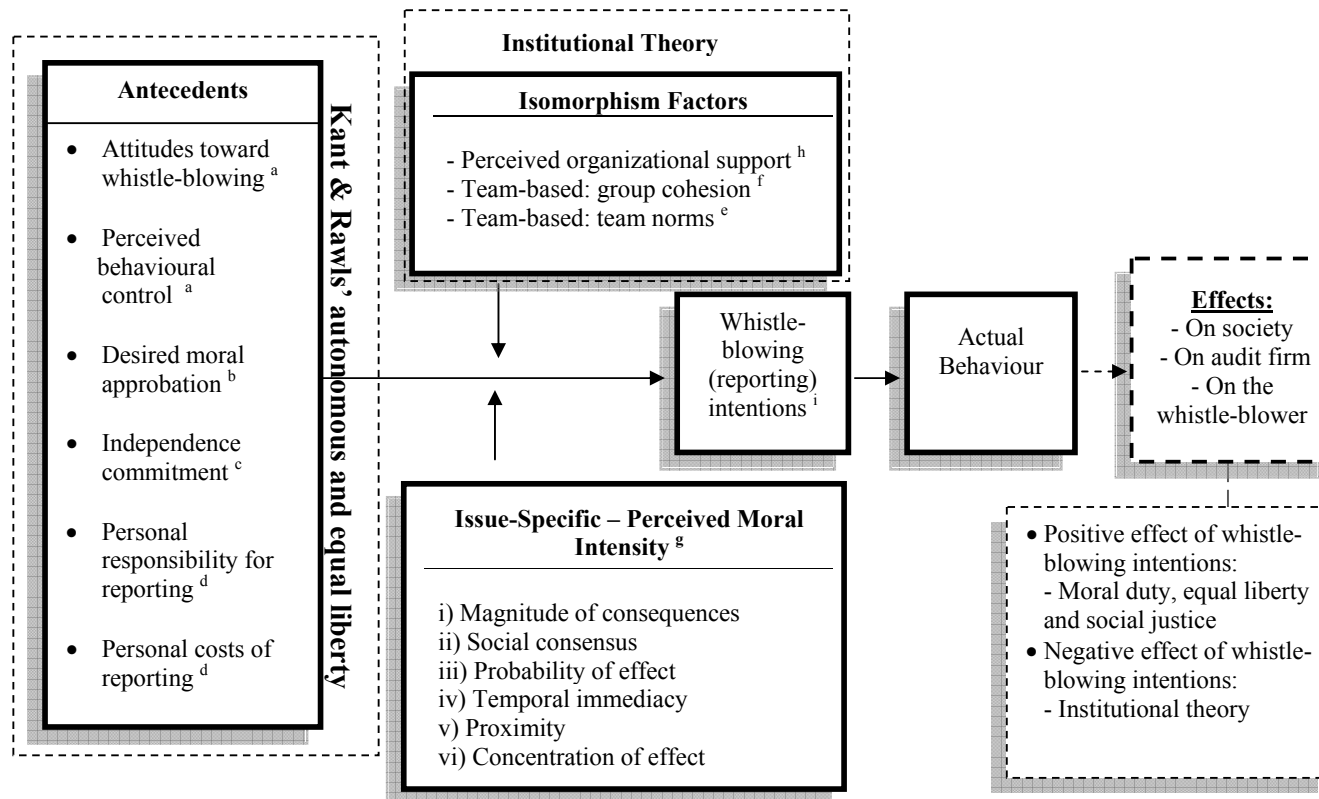 Antecedents
• Attitudes toward
whistle-blowing a
• Perceived
behavioural
control a
• Desired moral
approbation b
• Independence
commitment c
• Personal
responsibility for
reporting d
• Personal costs of
reporting d
Kant & Rawls' autonomous and equal liberty
Institutional Theory
Isomorphism Factors
- Perceived organizational support h
- Team-based: group cohesion f
- Team-based: team norms e
Issue-Specific – Perceived Moral
Intensity g
i) Magnitude of consequences
ii) Social consensus
iii) Probability of effect
iv) Temporal immediacy
v) Proximity
vi) Concentration of effect
Whistle-
blowing
(reporting)
intentions i
Actual
Behaviour
Effects:
- On society
- On audit firm
- On the
whistle-blower
• Positive effect of whistle-
blowing intentions:
- Moral duty, equal liberty
and social justice
• Negative effect of whistle-
blowing intentions:
- Institutional theory